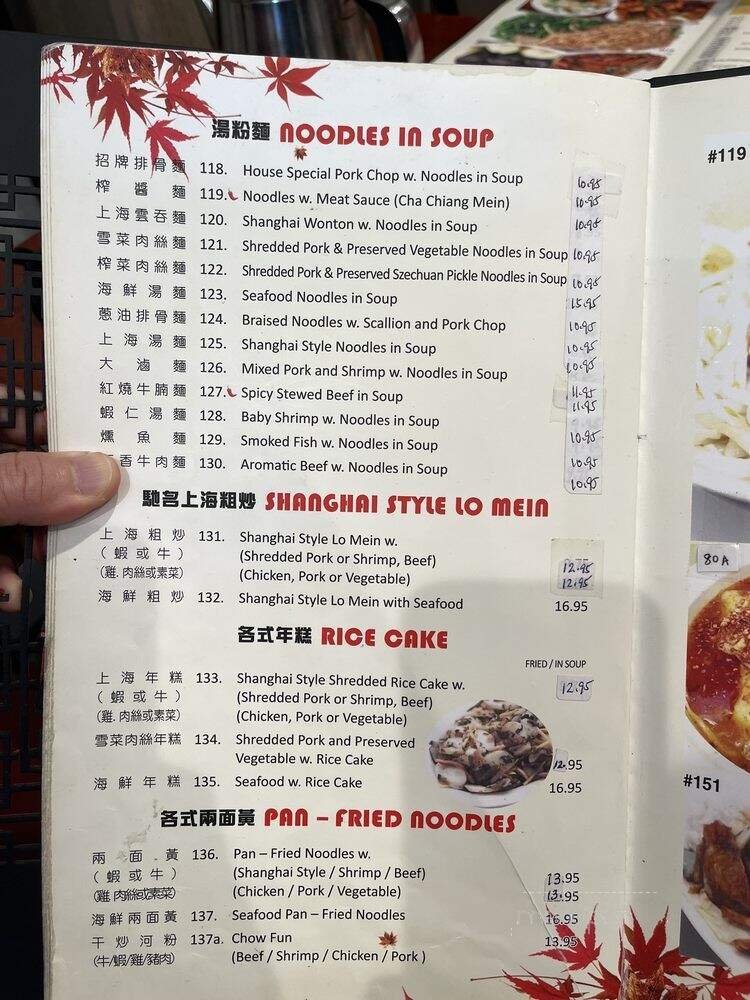 湯粉麵 NOODLES IN SOUP
#119
招牌排骨麵 118. House Special Pork Chop w. Noodles in Soup 10.95
榨醬麵 119. Noodles w. Meat Sauce (Cha Chiang Mein) 10.95
上海雲吞麵 120. Shanghai Wonton w. Noodles in Soup 10.95
雪菜肉絲麵 121. Shredded Pork & Preserved Vegetable Noodles in Soup 10.95
榨菜肉絲麵 122. Shredded Pork & Preserved Szechuan Pickle Noodles in Soup 10.95
海鮮湯麵 123. Seafood Noodles in Soup 15.95
蔥油排骨麵 124. Braised Noodles w. Scallion and Pork Chop 10.95
上海湯麵 125. Shanghai Style Noodles in Soup 10.95
大滷麵 126. Mixed Pork and Shrimp w. Noodles in Soup 10.95
紅燒牛腩麵 127. Spicy Stewed Beef in Soup 11.95
11.95
蝦仁湯麵 128. Baby Shrimp w. Noodles in Soup 10.95
燻魚麵 129. Smoked Fish w. Noodles in Soup 10.95
香牛肉麵 130. Aromatic Beef w. Noodles in Soup 10.95
馳名上海粗炒 SHANGHAI STYLE LO MEIN
上海粗炒 131. Shanghai Style Lo Mein w.
(蝦或牛) (Shredded Pork or Shrimp, Beef) 12.95
(雞.肉絲或素菜) (Chicken, Pork or Vegetable) 12.95
80A
海鮮粗炒 132. Shanghai Style Lo Mein with Seafood 16.95
各式年糕 RICE CAKE
FRIED / IN SOUP
上海年糕 133. Shanghai Style Shredded Rice Cake w. 12.95
(蝦或牛) (Shredded Pork or Shrimp, Beef)
(雞.肉絲或素菜) (Chicken, Pork or Vegetable)
雪菜肉絲年糕 134. Shredded Pork and Preserved
Vegetable w. Rice Cake 12.95
海鮮年糕 135. Seafood w. Rice Cake 16.95
#151
各式兩面黃 PAN – FRIED NOODLES
兩面黃 136. Pan – Fried Noodles w.
(蝦或牛) (Shanghai Style / Shrimp / Beef) 13.95
(雞.肉絲或素菜) (Chicken / Pork / Vegetable) 13.95
海鮮兩面黃 137. Seafood Pan – Fried Noodles 16.95
干炒河粉 137a. Chow Fun 13.95
(牛/蝦/雞/豬肉) (Beef / Shrimp / Chicken / Pork )